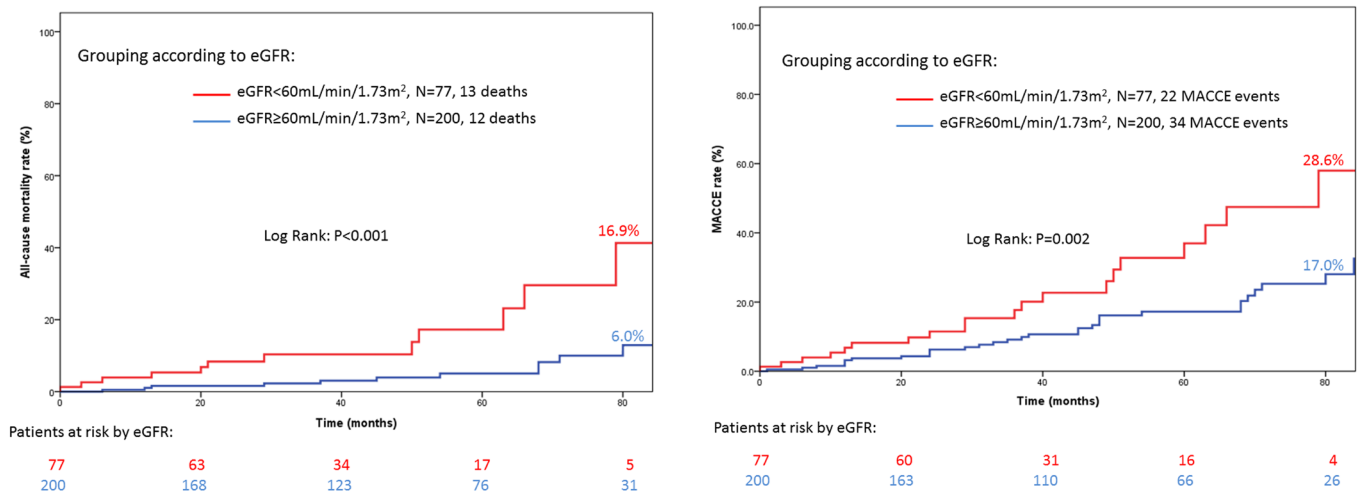 Grouping according to eGFR:
eGFR<60mL/min/1.73m², N=77, 13 deaths
eGFR≥60mL/min/1.73m², N=200, 12 deaths
Log Rank: P<0.001
16.9%
6.0%
All-cause mortality rate (%)
100
80
60
40
20
0
0 20 40 60 80
Time (months)
Patients at risk by eGFR:
77 63 34 17 5
200 168 123 76 31
Grouping according to eGFR:
eGFR<60mL/min/1.73m², N=77, 22 MACCE events
eGFR≥60mL/min/1.73m², N=200, 34 MACCE events
28.6%
Log Rank: P=0.002
17.0%
MACCE rate (%)
100.0
80.0
60.0
40.0
20.0
0.0
0 20 40 60 80
Time (months)
Patients at risk by eGFR:
77 60 31 16 4
200 163 110 66 26